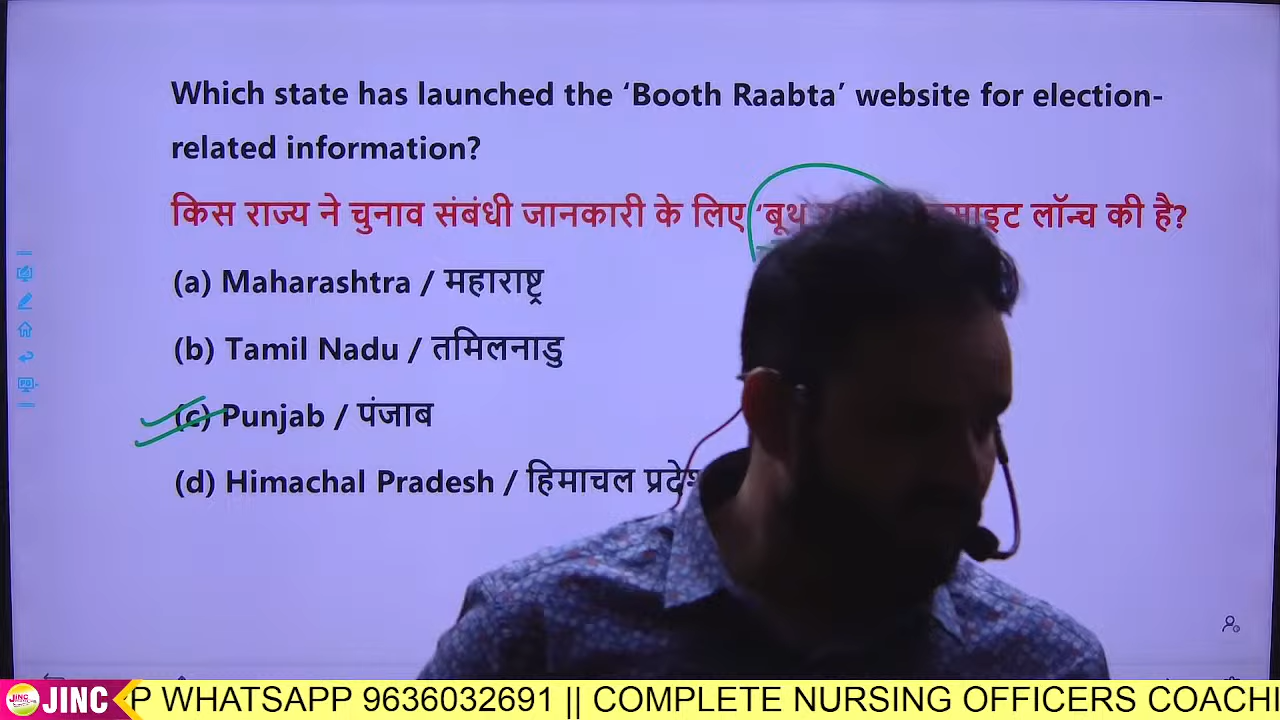 Which state has launched the ‘Booth Raabta’ website for election-
related information?
किस राज्य ने चुनाव संबंधी जानकारी के लिए ‘बूथ लॉन्च की है?
(a) Maharashtra / महाराष्ट्र
(b) Tamil Nadu / तमिलनाडु
(c) Punjab / पंजाब
(d) Himachal Pradesh / हिमाचल प्रदेश
JINC P WHATSAPP 9636032691 || COMPLETE NURSING OFFICERS COACHI